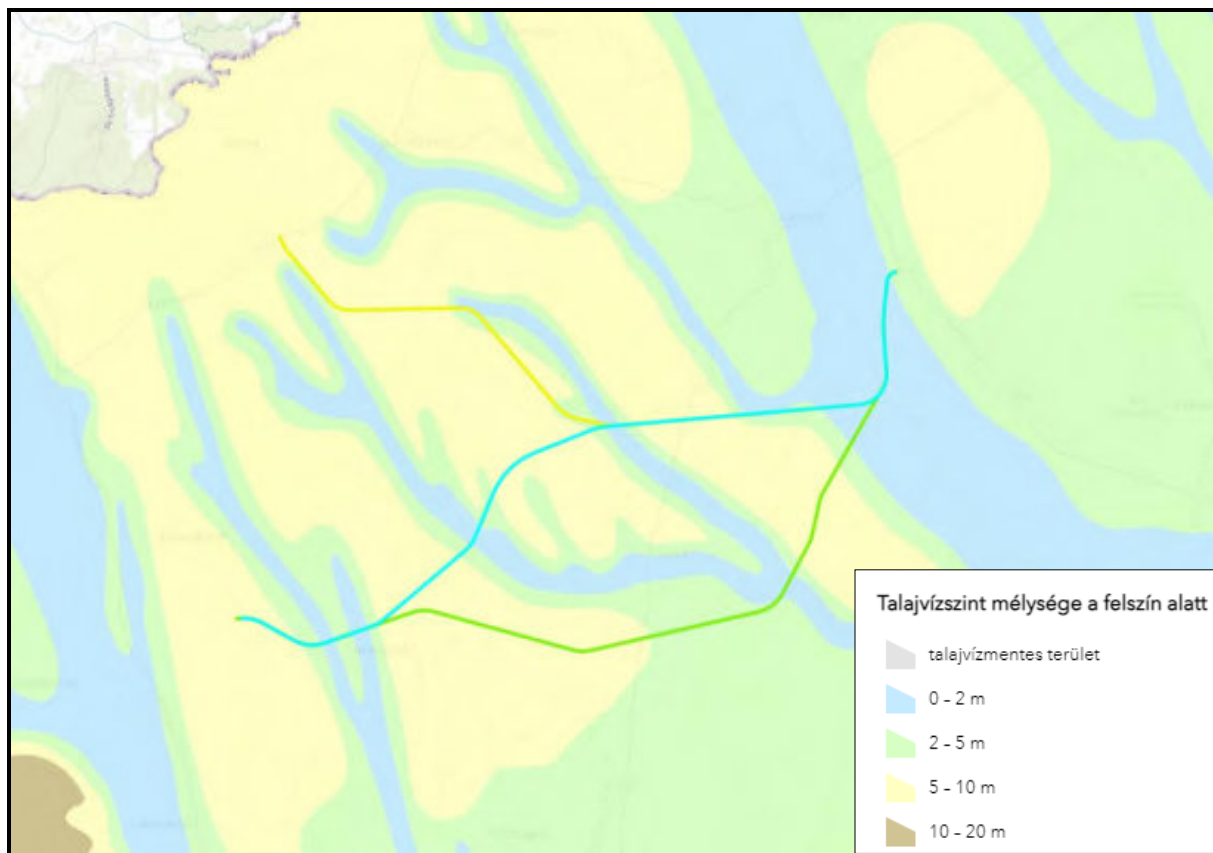 Talajvízszint mélysége a felszín alatt
talajvízmentes terület
0 - 2 m
2 - 5 m
5 - 10 m
10 - 20 m